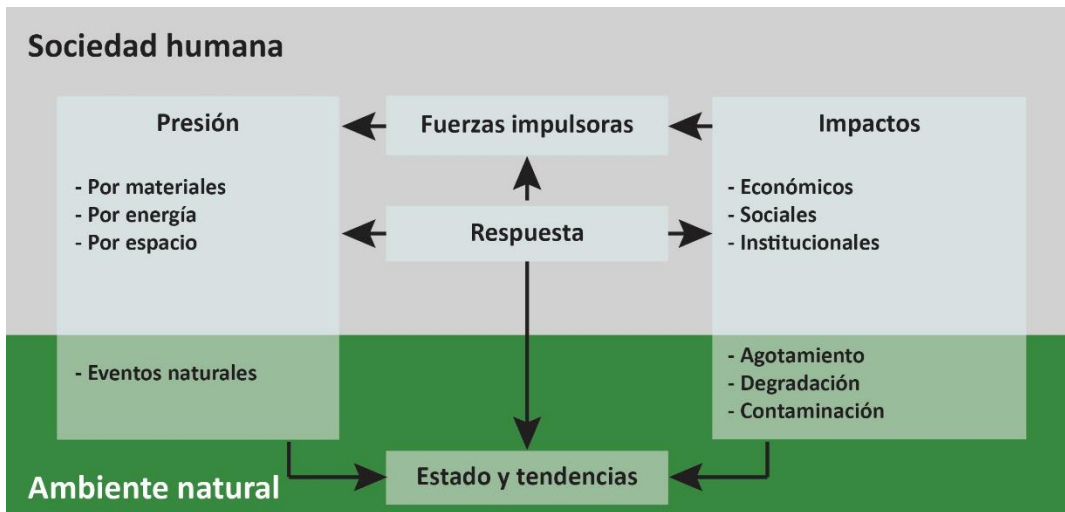 Sociedad humana
Presión
- Por materiales
- Por energía
- Por espacio
- Eventos naturales
Fuerzas impulsoras
Respuesta
Impactos
- Económicos
- Sociales
- Institucionales
- Agotamiento
- Degradación
- Contaminación
Estado y tendencias
Ambiente natural